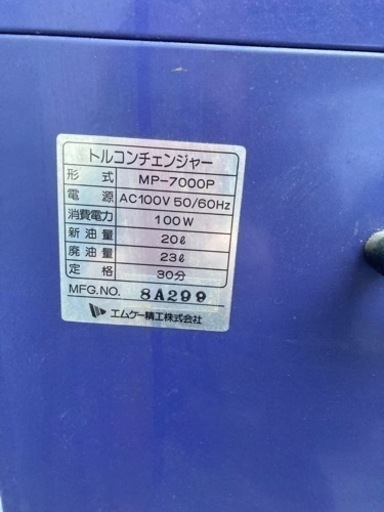 トルコンチェンジャー
形式 MP-7000P
電源 AC100V 50/60Hz
消費電力 100W
新油量 20ℓ
廃油量 23ℓ
定格 30分
MFG.NO. 8A299
エムケー精工株式会社